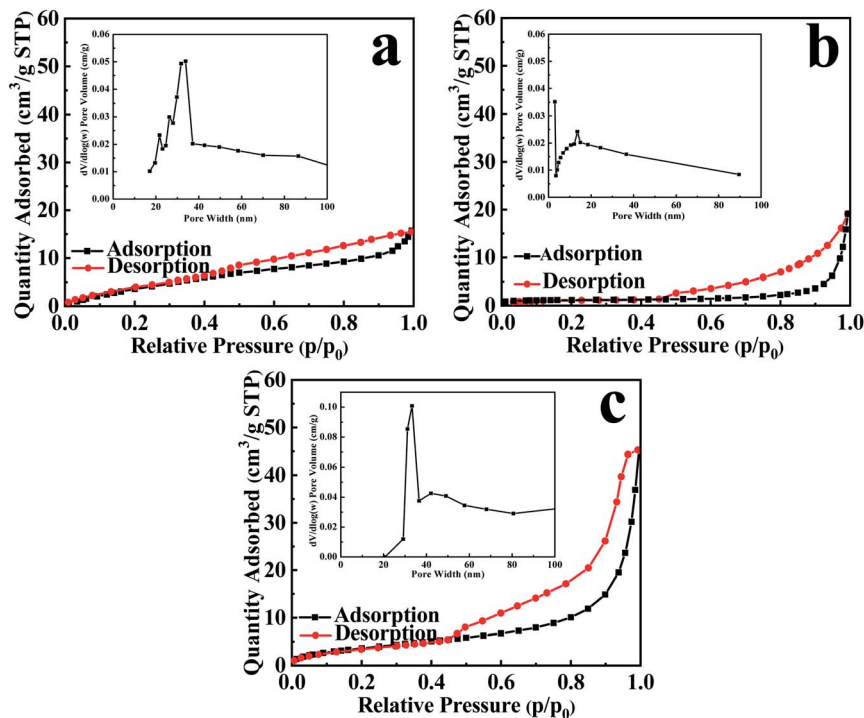 a
Quantity Adsorbed (cm³/g STP)
60
50
40
30
20
10
0
0.0 0.2 0.4 0.6 0.8 1.0
Relative Pressure (p/p₀)
Adsorption
Desorption
dV/dlog(w) Pore Volume (cm/g)
0.06
0.05
0.04
0.03
0.02
0.01
0.00
0 20 40 60 80 100
Pore Width (nm)
b
Quantity Adsorbed (cm³/g STP)
60
50
40
30
20
10
0
0.0 0.2 0.4 0.6 0.8 1.0
Relative Pressure (p/p₀)
Adsorption
Desorption
dV/dlog(w) Pore Volume (cm/g)
0.06
0.05
0.04
0.03
0.02
0.01
0.00
0 20 40 60 80 100
Pore Width (nm)
c
Quantity Adsorbed (cm³/g STP)
60
50
40
30
20
10
0
0.0 0.2 0.4 0.6 0.8 1.0
Relative Pressure (p/p₀)
Adsorption
Desorption
dV/dlog(w) Pore Volume (cm/g)
0.10
0.08
0.06
0.04
0.02
0.00
0 20 40 60 80 100
Pore Width (nm)